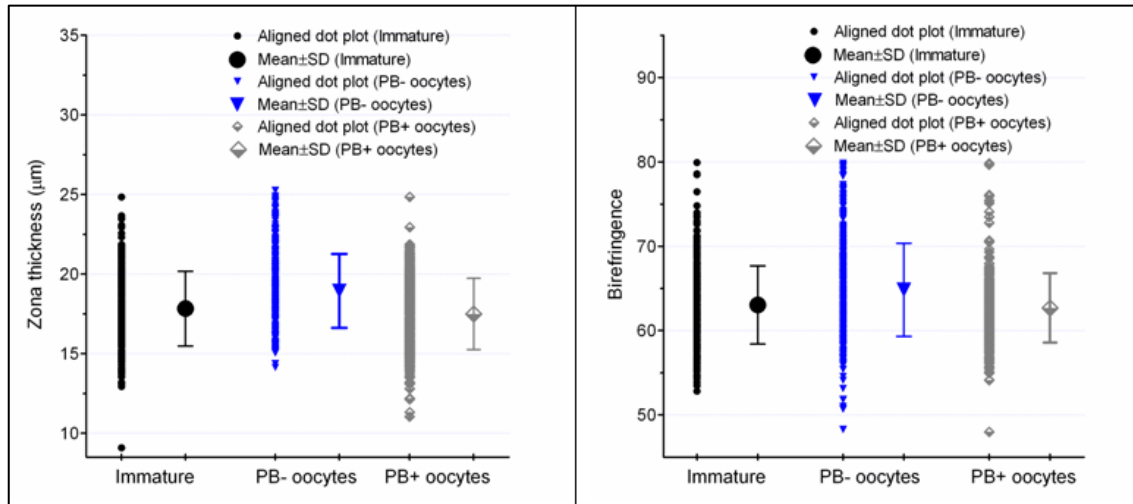 35
30
25
20
15
10
Zona thickness (μm)
Aligned dot plot (Immature)
Mean±SD (Immature)
Aligned dot plot (PB- oocytes)
Mean±SD (PB- oocytes)
Aligned dot plot (PB+ oocytes)
Mean±SD (PB+ oocytes)
Immature PB- oocytes PB+ oocytes
90
80
70
60
50
Birefringence
Aligned dot plot (Immature)
Mean±SD (Immature)
Aligned dot plot (PB- oocytes)
Mean±SD (PB- oocytes)
Aligned dot plot (PB+ oocytes)
Mean±SD (PB+ oocytes)
Immature PB- oocytes PB+ oocytes